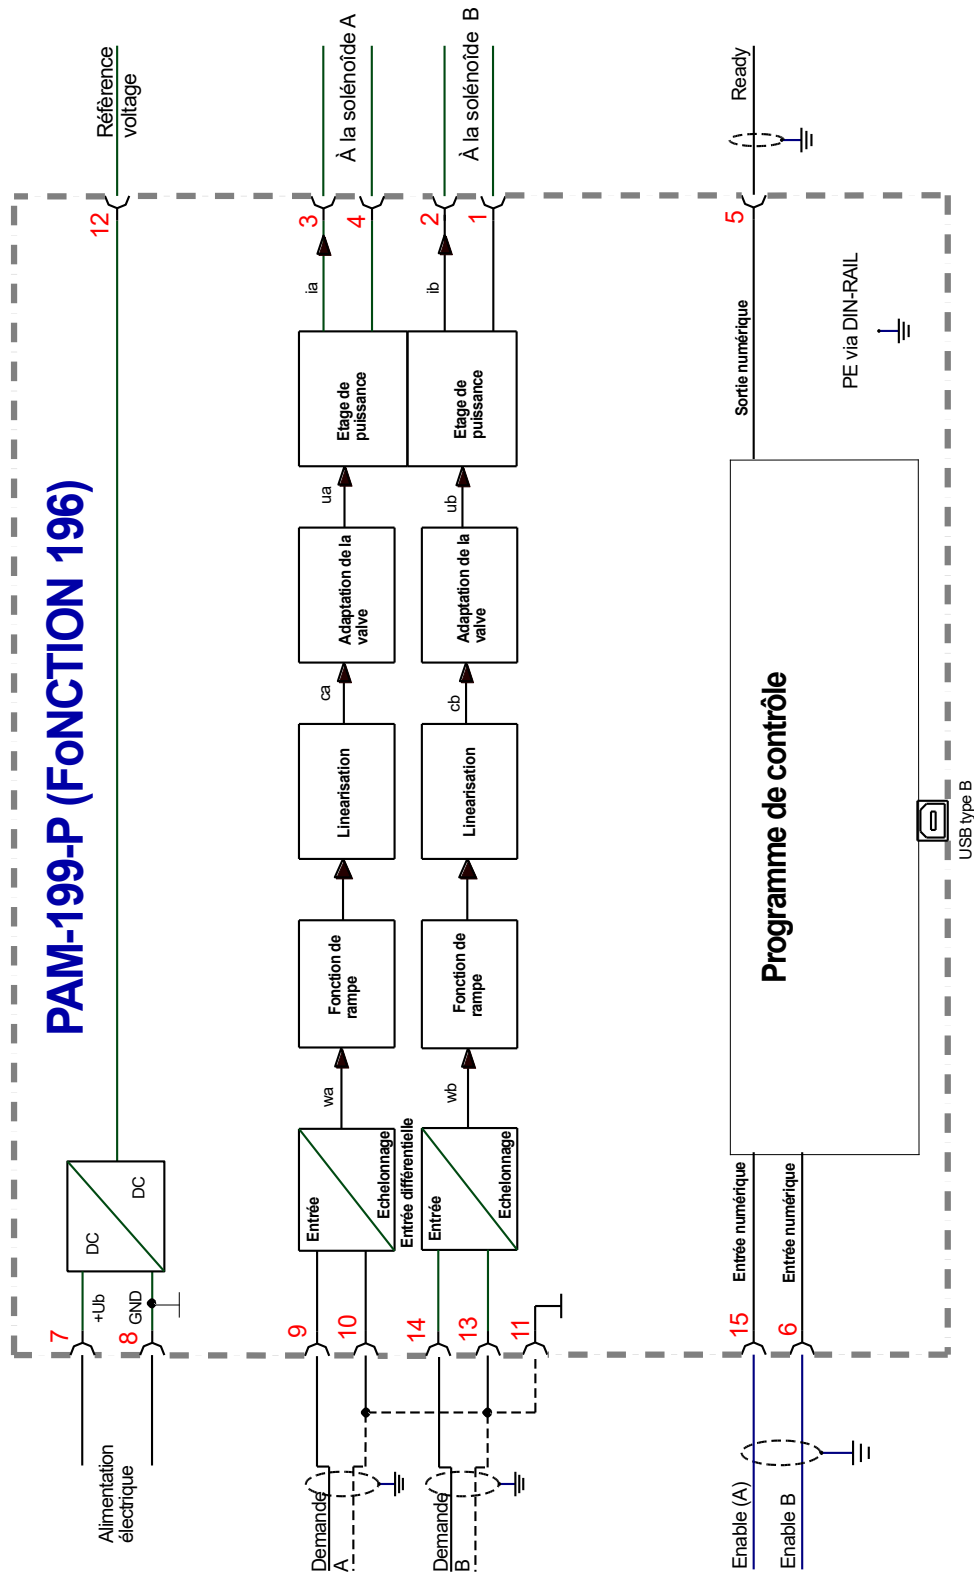 PAM-199-P (FoNCTION 196)
Alimentation
électrique
7
+Ub
8
GND
DC
DC
12
Référence
voltage
Demande
A
9
10
Entrée
Echelonnage
wa
Fonction de
rampe
Linearisation
ca
Adaptation de la
valve
ua
Etage de
puissance
ia
3
4
À la solénoïde A
Entrée différentielle
Demande
B
14
13
11
Entrée
Echelonnage
wb
Fonction de
rampe
Linearisation
cb
Adaptation de la
valve
ub
Etage de
puissance
ib
2
1
À la solénoïde B
Enable (A)
15
Entrée numérique
Enable B
6
Entrée numérique
Programme de contrôle
Sortie numérique
5
Ready
PE via DIN-RAIL
USB type B